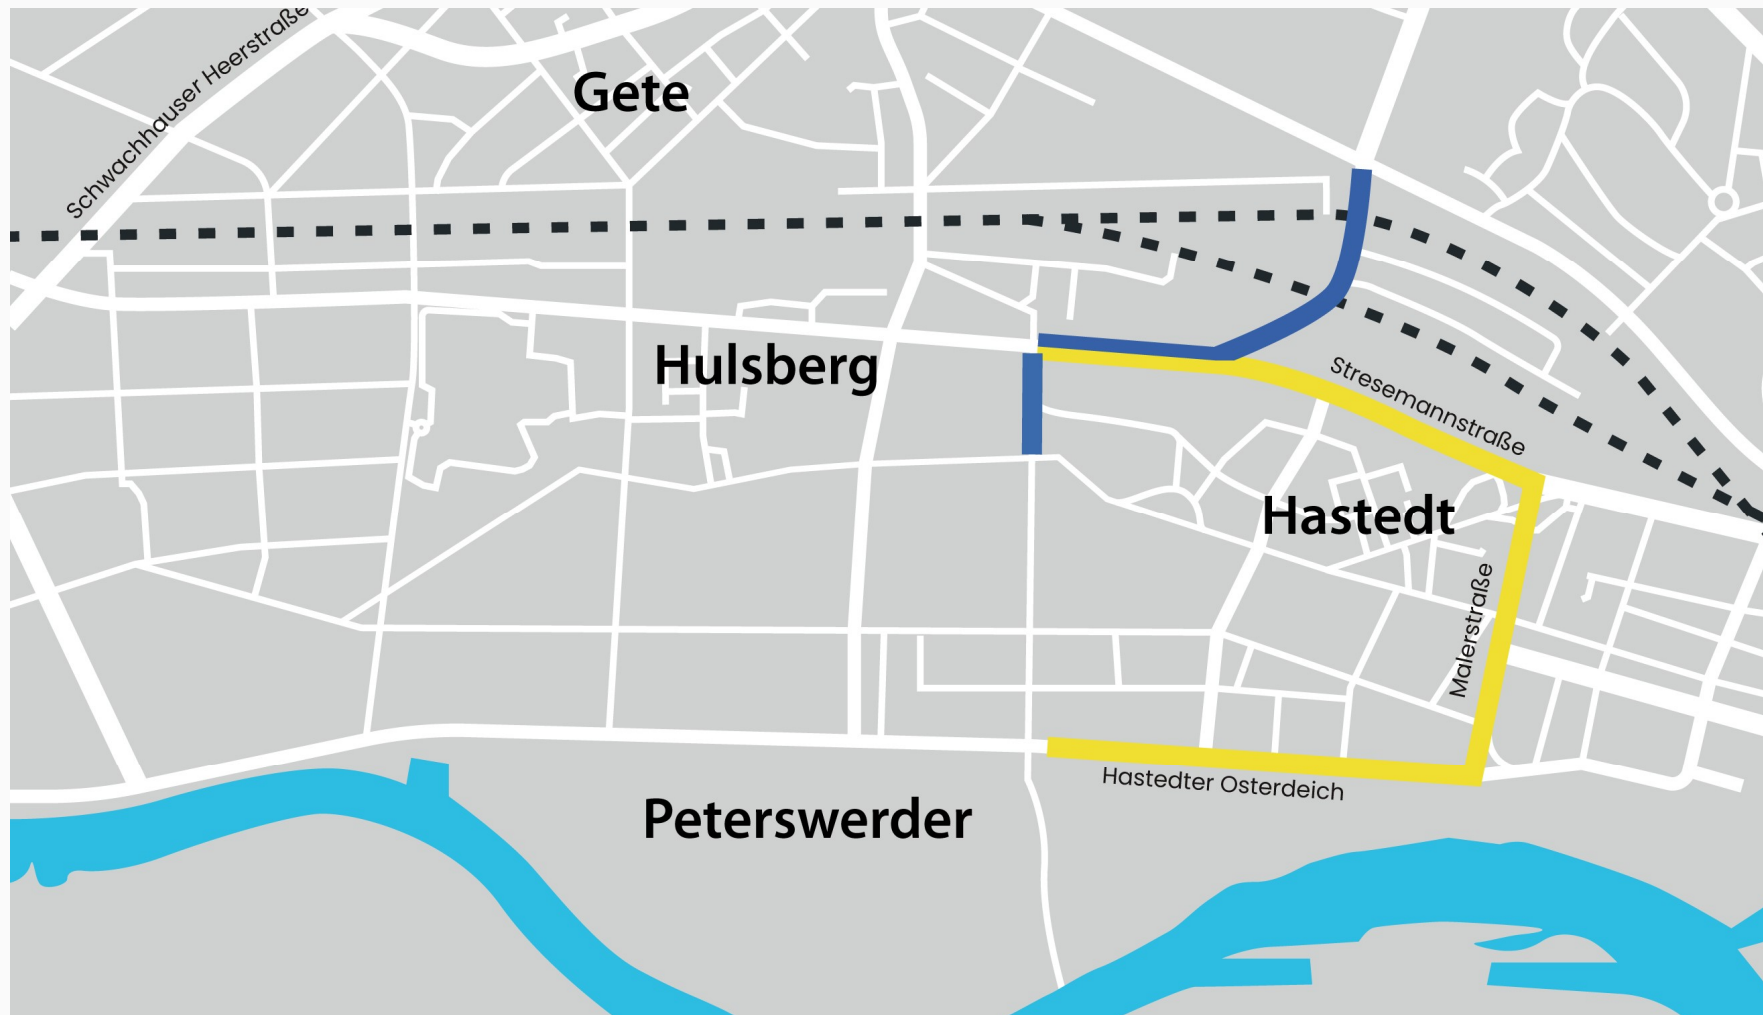 Schwachhauser Heerstraße
Gete
Hulsberg
Stresemannstraße
Hastedt
Malerstraße
Hastedter Osterdeich
Peterswerder